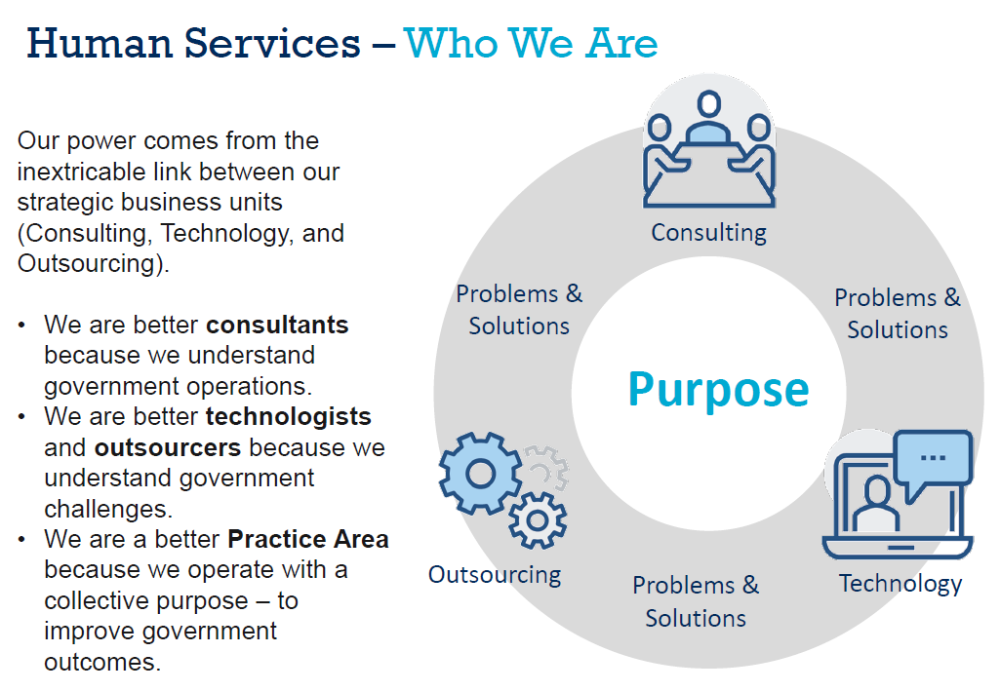 Human Services – Who We Are
Our power comes from the
inextricable link between our
strategic business units
(Consulting, Technology, and
Outsourcing).
• We are better consultants
because we understand
government operations.
• We are better technologists
and outsourcers because we
understand government
challenges.
• We are a better Practice Area
because we operate with a
collective purpose – to
improve government
outcomes.
Consulting
Problems &
Solutions
Problems &
Solutions
Purpose
Outsourcing
Technology
Problems &
Solutions